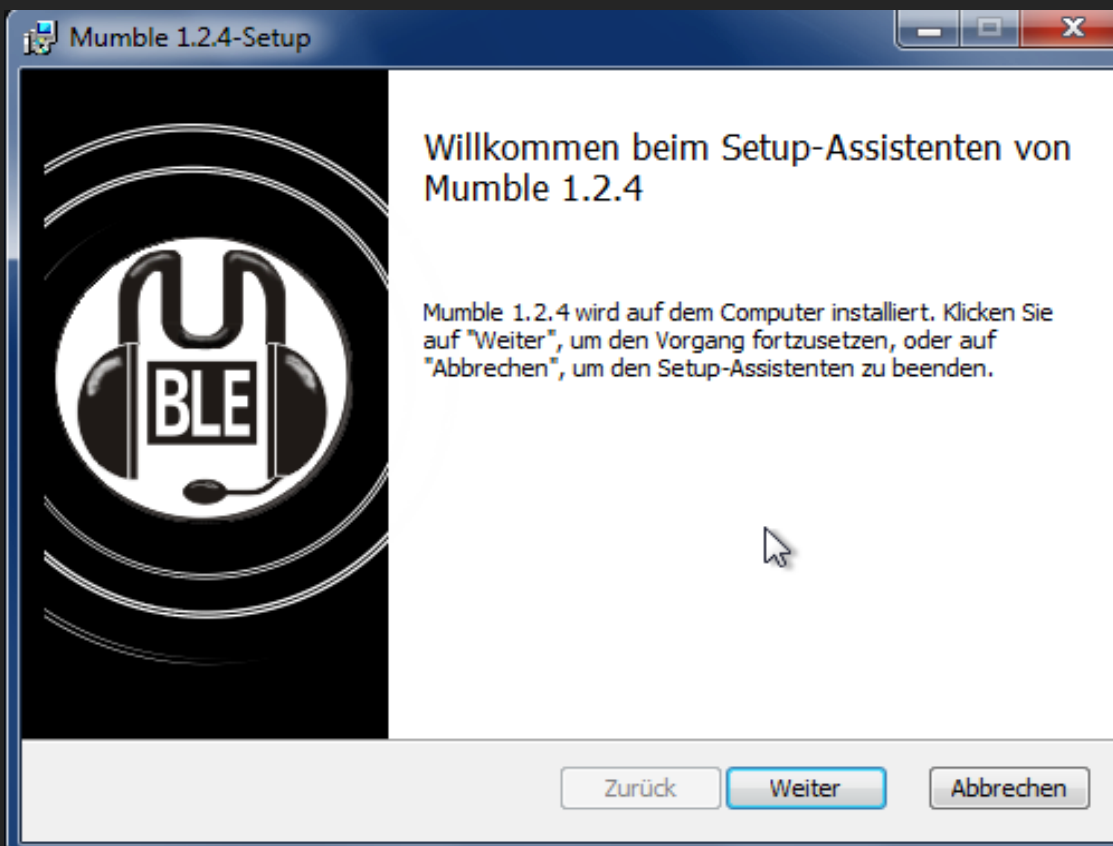 Mumble 1.2.4-Setup
Willkommen beim Setup-Assistenten von
Mumble 1.2.4
Mumble 1.2.4 wird auf dem Computer installiert. Klicken Sie
auf "Weiter", um den Vorgang fortzusetzen, oder auf
"Abbrechen", um den Setup-Assistenten zu beenden.
BLE
Zurück
Weiter
Abbrechen